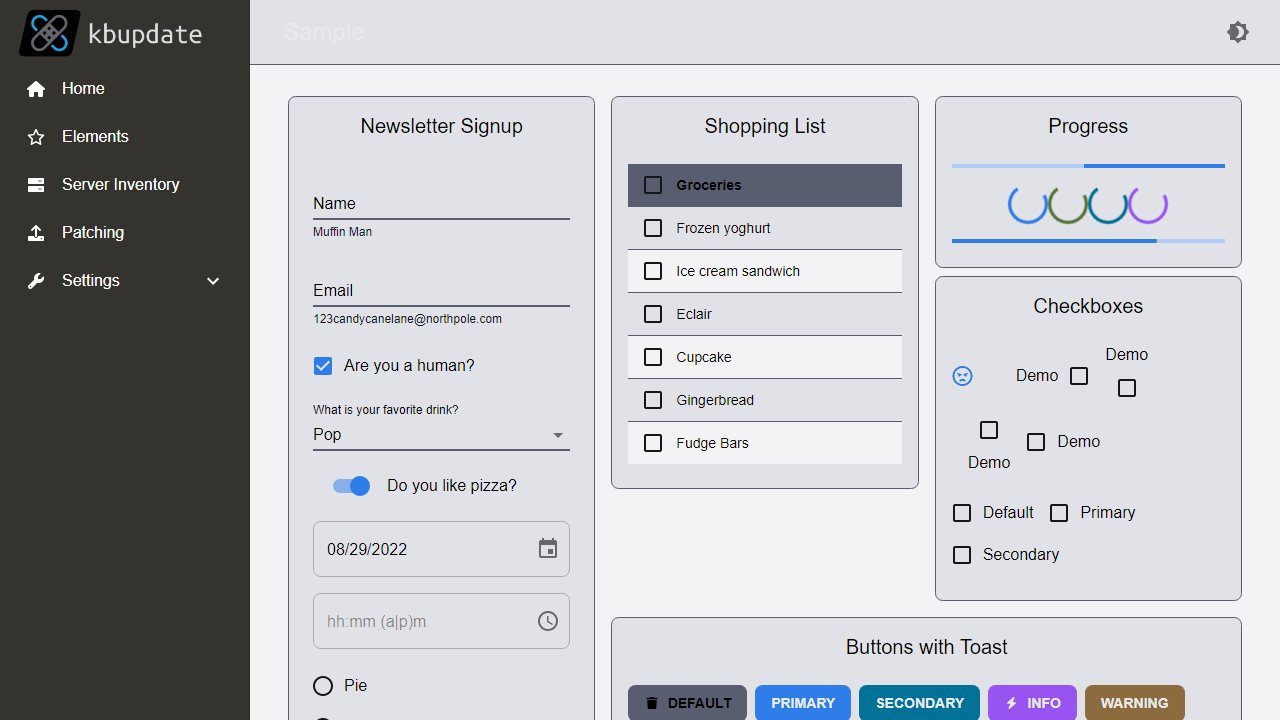 kbupdate
Home
Elements
Server Inventory
Patching
Settings
Sample
Newsletter Signup
Name
Muffin Man
Email
123candycanelane@northpole.com
Are you a human?
What is your favorite drink?
Pop
Do you like pizza?
08/29/2022
hh:mm (a|p)m
Pie
Shopping List
Groceries
Frozen yoghurt
Ice cream sandwich
Eclair
Cupcake
Gingerbread
Fudge Bars
Progress
Checkboxes
Demo
Demo
Demo
Demo
Default
Primary
Secondary
Buttons with Toast
DEFAULT
PRIMARY
SECONDARY
INFO
WARNING